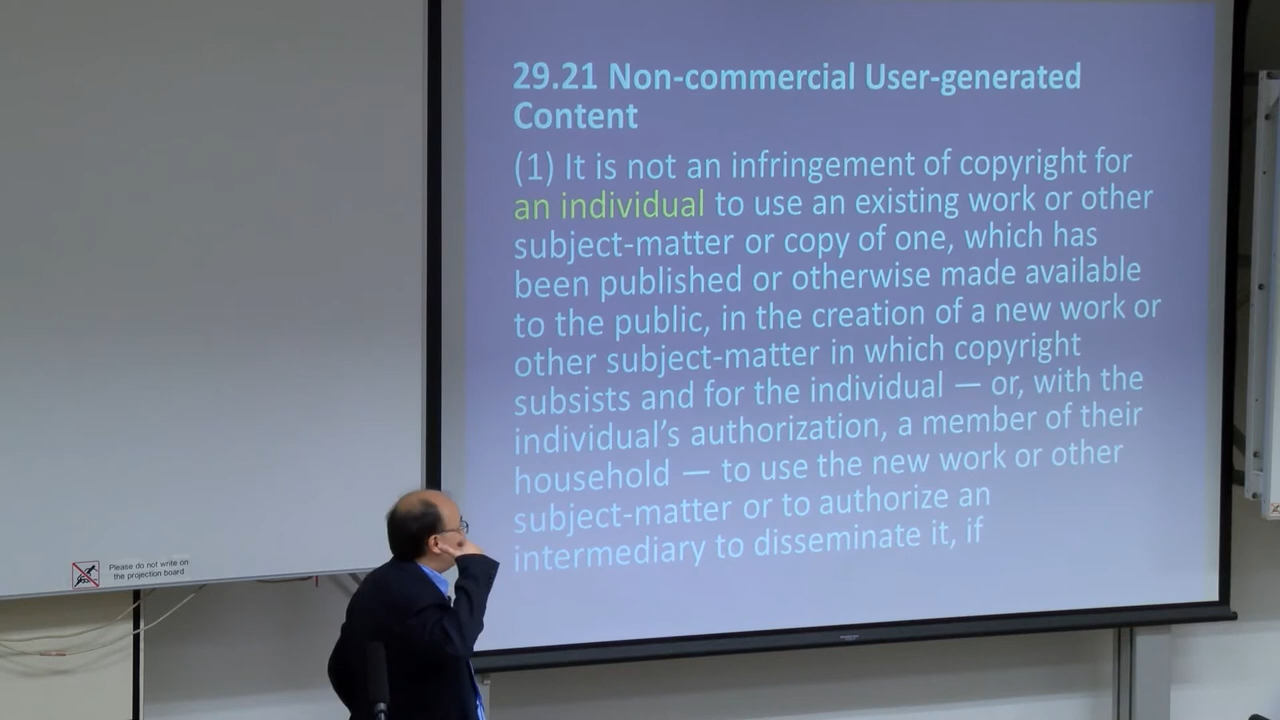 29.21 Non-commercial User-generated
Content
(1) It is not an infringement of copyright for
an individual to use an existing work or other
subject-matter or copy of one, which has
been published or otherwise made available
to the public, in the creation of a new work or
other subject-matter in which copyright
subsists and for the individual — or, with the
individual’s authorization, a member of their
household — to use the new work or other
subject-matter or to authorize an
intermediary to disseminate it, if
Please do not write on
the projection board